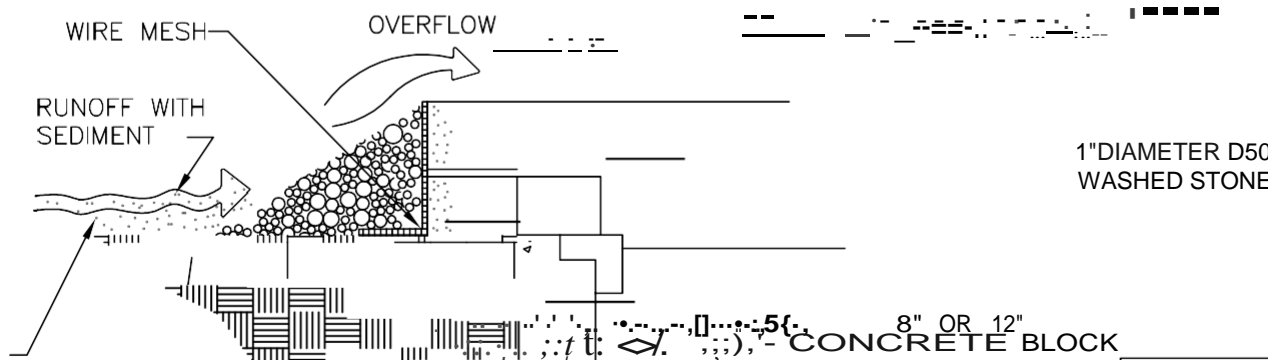 WIRE MESH
OVERFLOW
RUNOFF WITH
SEDIMENT
1"DIAMETER D50
WASHED STONE
8" OR 12"
CONCRETE BLOCK